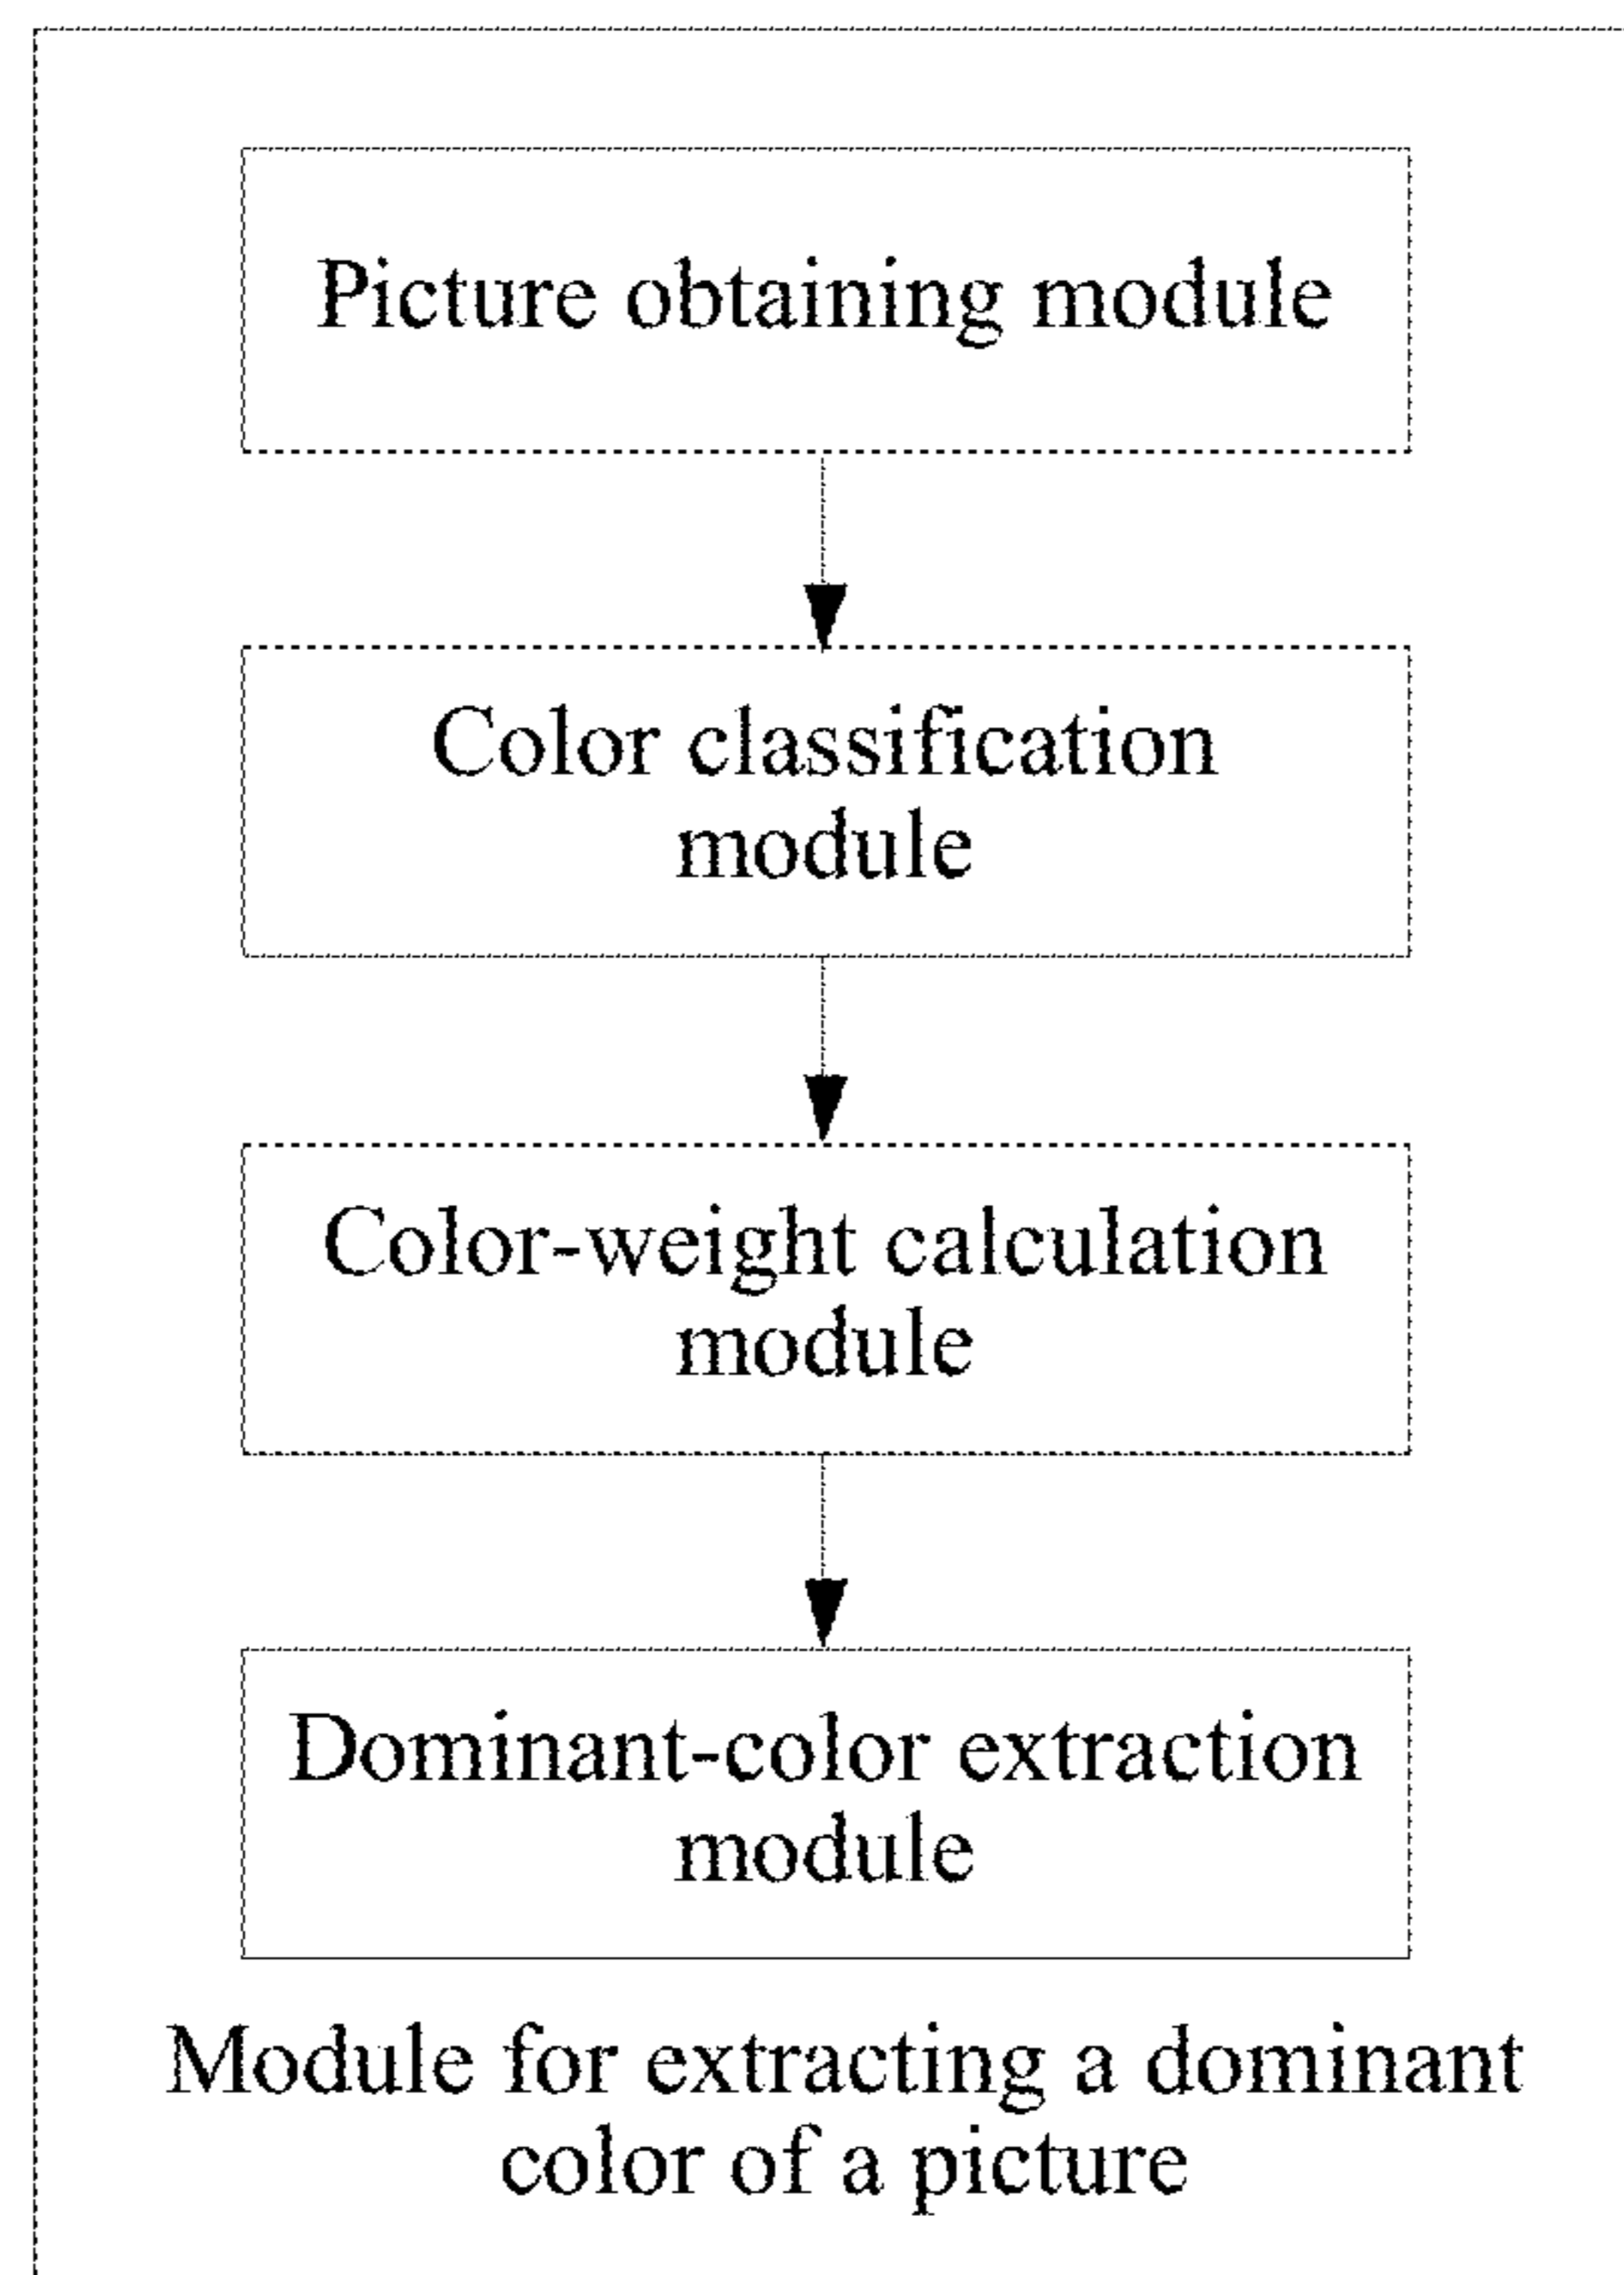 Picture obtaining module
Color classification
module
Color-weight calculation
module
Dominant-color extraction
module
Module for extracting a dominant
color of a picture